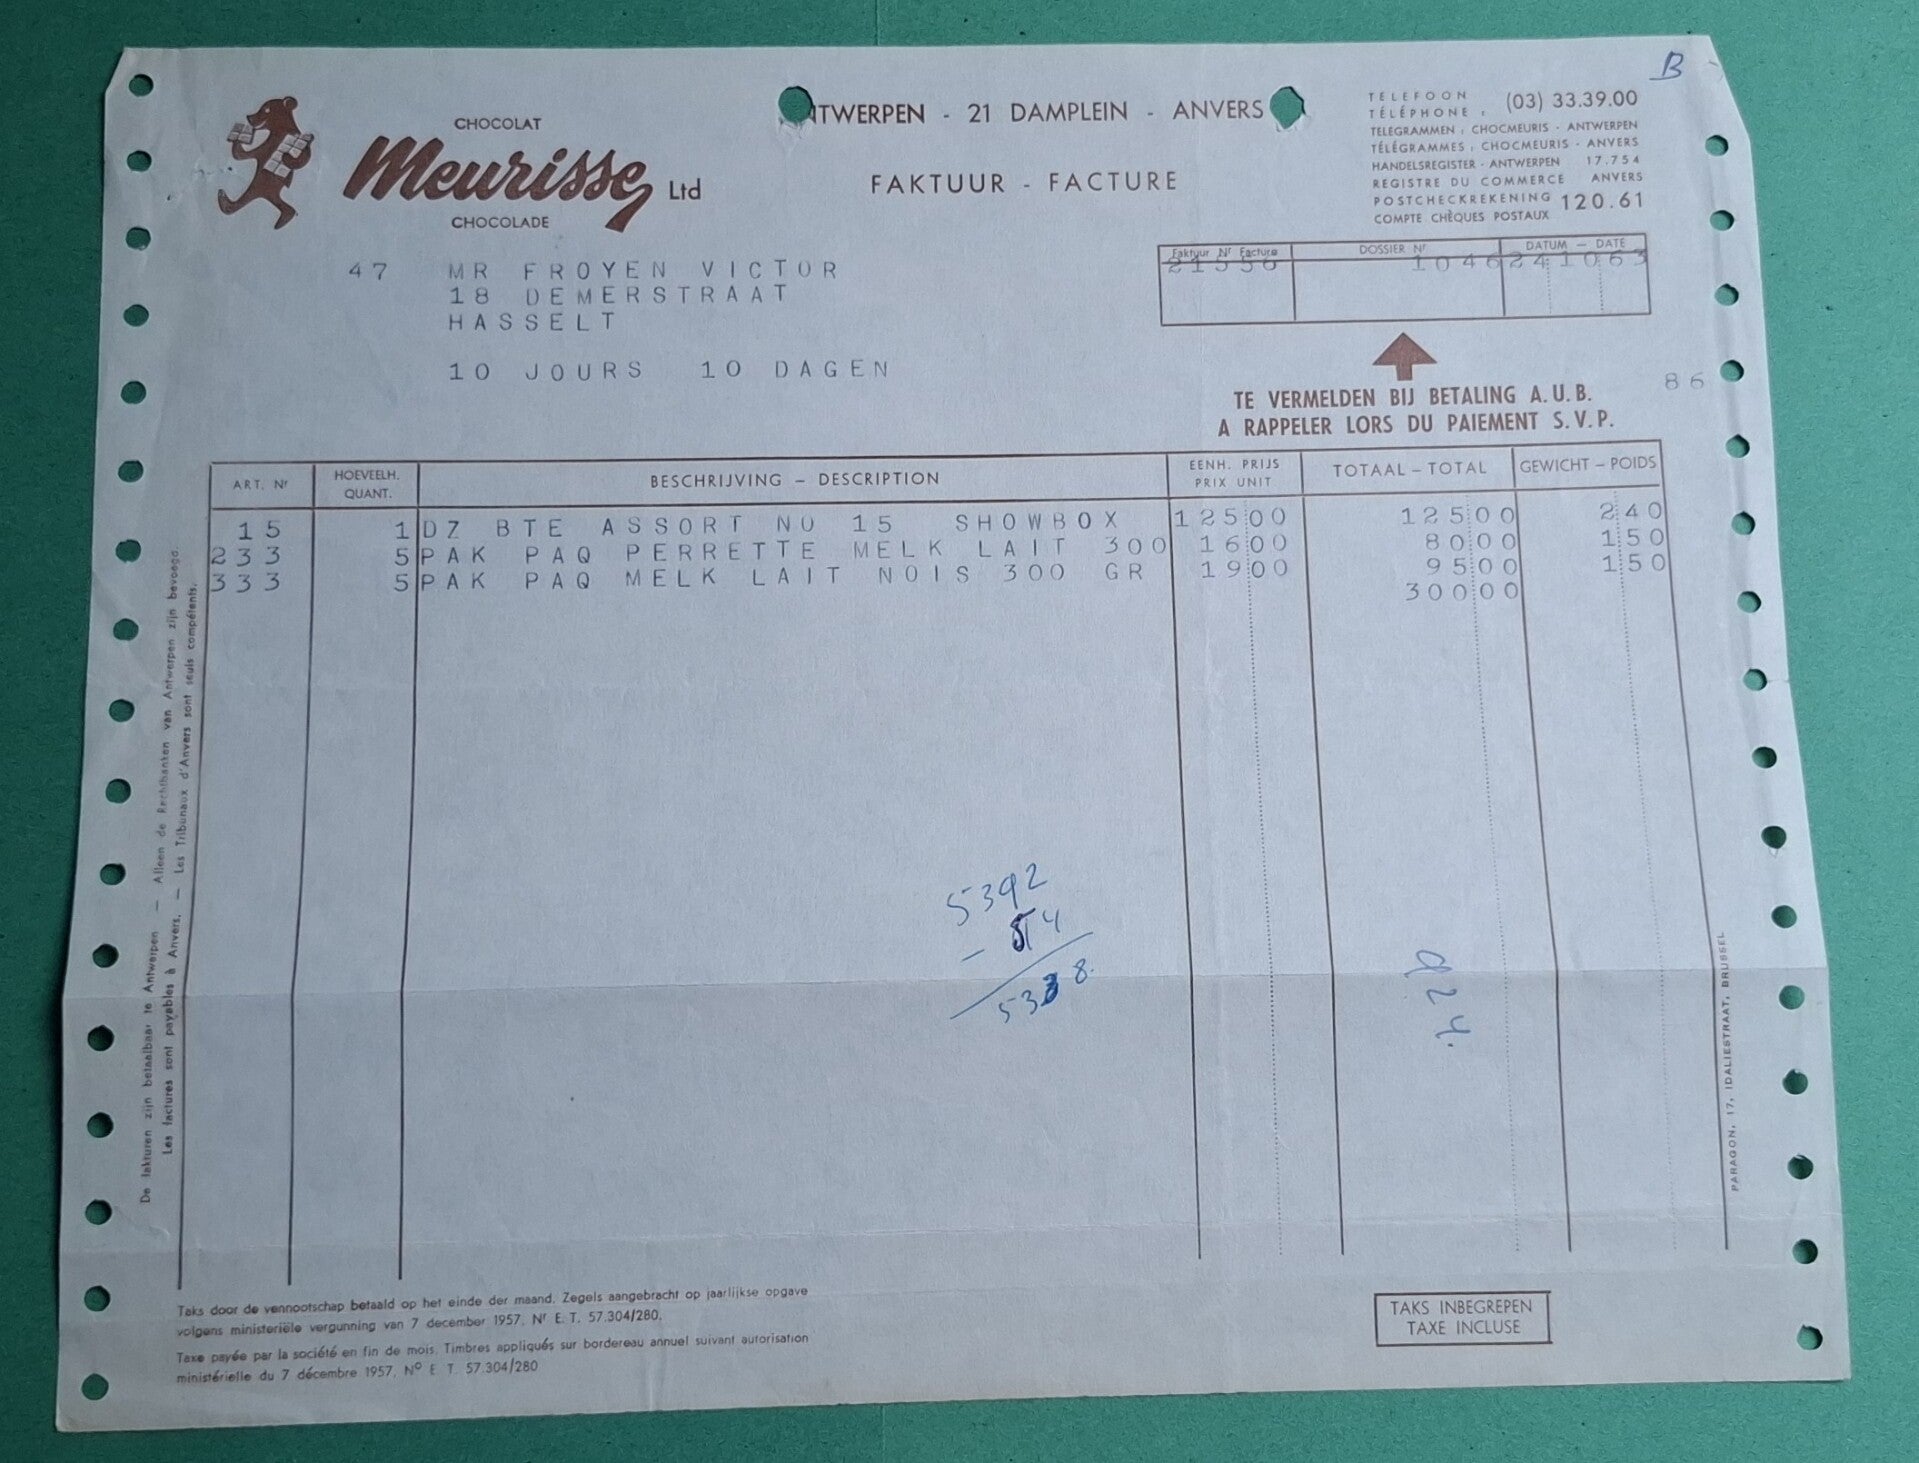 B
CHOCOLAT
Meurisse Ltd
CHOCOLADE
NTWERPEN - 21 DAMPLEIN - ANVERS
FAKTUUR - FACTURE
TELEFOON
TÉLÉPHONE : (03) 33.39.00
TELEGRAMMEN : CHOCMEURIS - ANTWERPEN
TÉLÉGRAMMES : CHOCMEURIS - ANVERS
HANDELSREGISTER - ANTWERPEN 17.754
REGISTRE DU COMMERCE ANVERS
POSTCHECKREKENING 120.61
COMPTE CHÈQUES POSTAUX
47 MR FROYEN VICTOR
18 DEMERSTRAAT
HASSELT
10 JOURS 10 DAGEN
Faktuur Nr Facture DOSSIER Nr DATUM - DATE
1046 241063
TE VERMELDEN BIJ BETALING A.U.B.
A RAPPELER LORS DU PAIEMENT S.V.P.
86
ART. Nr HOEVEELH. QUANT. BESCHRIJVING - DESCRIPTION EENH. PRIJS PRIX UNIT TOTAAL - TOTAL GEWICHT - POIDS
15 1 DZ BTE ASSORT NO 15 SHOWBOX 12500 12500 240
233 5 PAK PAQ PERRETTE MELK LAIT 300 1600 8000 150
333 5 PAK PAQ MELK LAIT NOIS 300 GR 1900 9500 150
30000
5392
- 54
5338.
924.
De fakturen zijn betaalbaar te Antwerpen - Alleen de Rechtbanken van Antwerpen zijn bevoegd.
Les factures sont payables à Anvers. - Les Tribunaux d'Anvers sont seuls compétents.
PARAGON, 17, IDALIESTRAAT, BRUSSEL
Taks door de vennootschap betaald op het einde der maand. Zegels aangebracht op jaarlijkse opgave
volgens ministeriële vergunning van 7 december 1957. Nr E. T. 57.304/280.
Taxe payée par la société en fin de mois. Timbres appliqués sur bordereau annuel suivant autorisation
ministérielle du 7 décembre 1957, No E T. 57.304/280
TAKS INBEGREPEN
TAXE INCLUSE